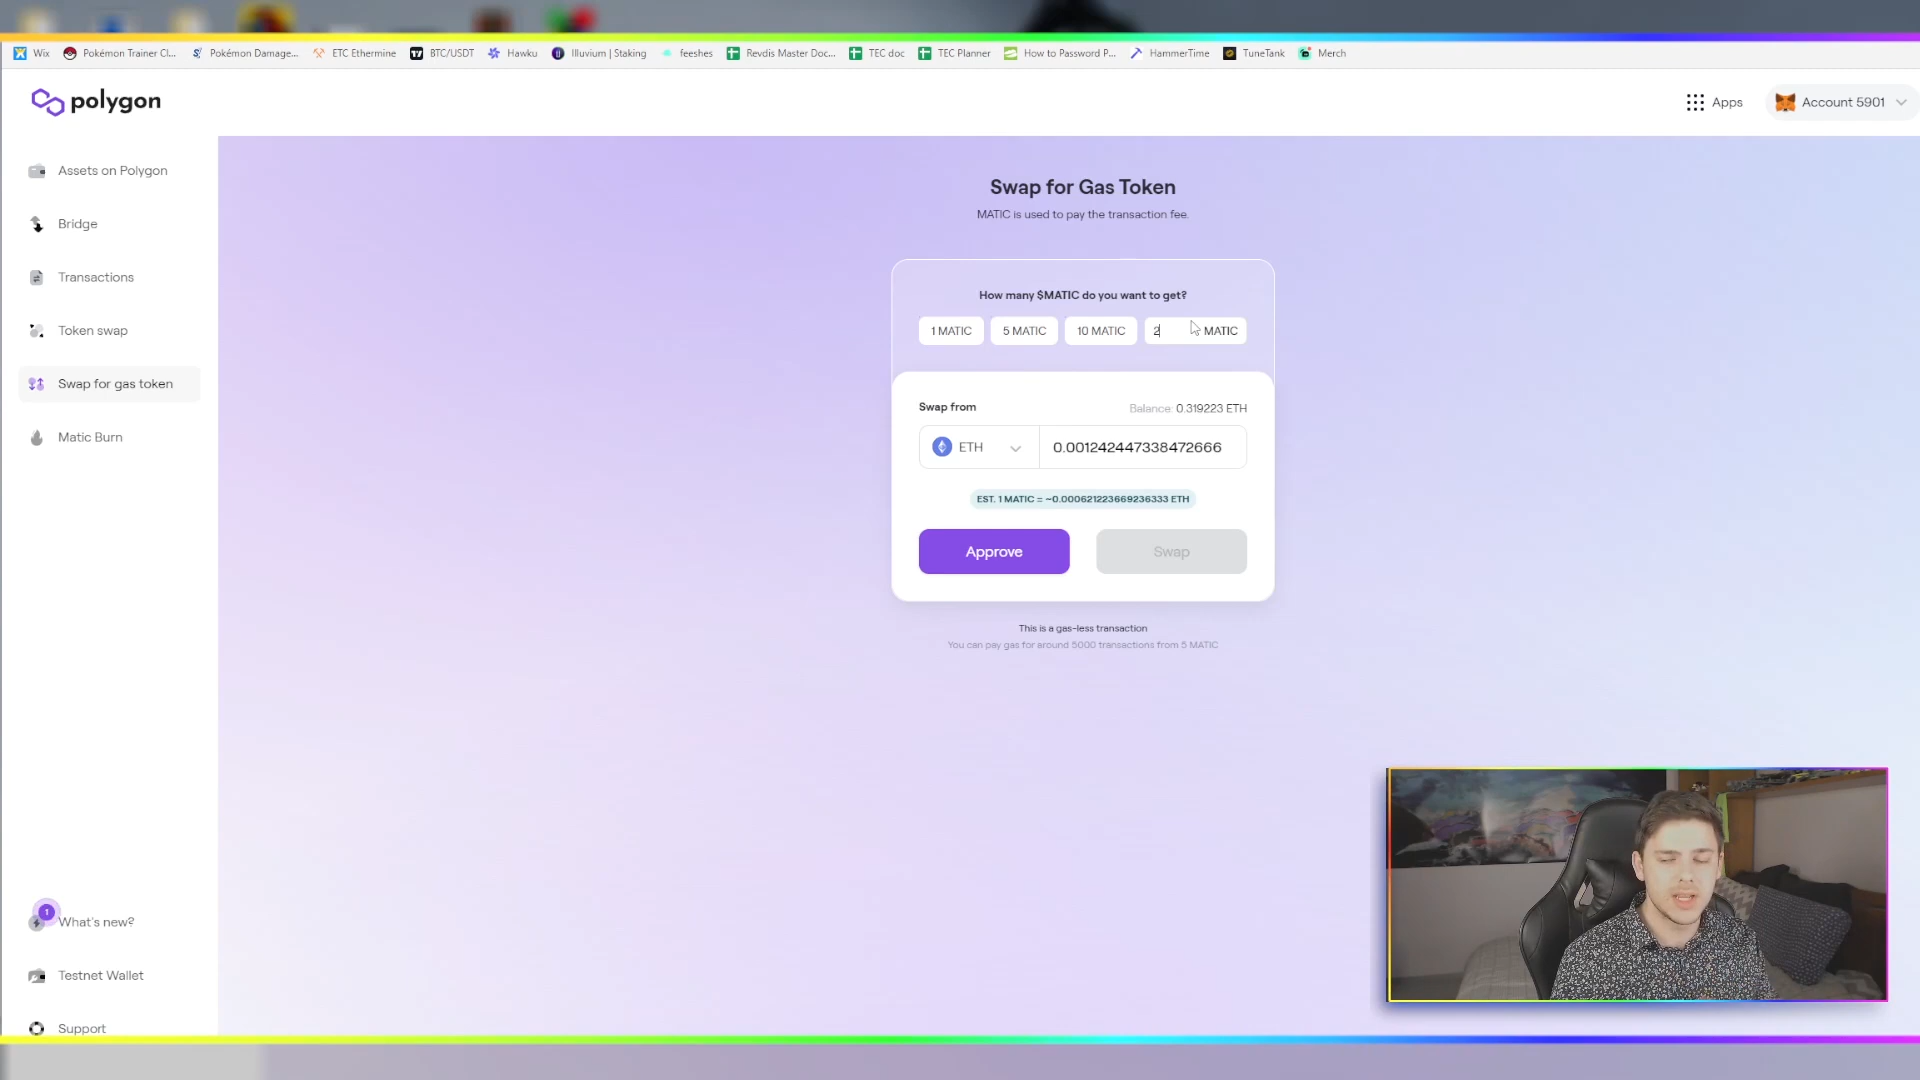 Wix Pokémon Trainer Cl... Pokémon Damage... ETC Ethermine BTC/USDT Hawku Illuvium | Staking feeshes Revdis Master Doc... TEC doc TEC Planner How to Password P... HammerTime TuneTank Merch
polygon
Apps
Account 5901
Assets on Polygon
Bridge
Transactions
Token swap
Swap for gas token
Matic Burn
1
What's new?
Testnet Wallet
Support
Swap for Gas Token
MATIC is used to pay the transaction fee.
How many $MATIC do you want to get?
1 MATIC 5 MATIC 10 MATIC 2 MATIC
Swap from Balance: 0.319223 ETH
ETH 0.001242447338472666
EST. 1 MATIC = ~0.000621223669236333 ETH
Approve Swap
This is a gas-less transaction
You can pay gas for around 5000 transactions from 5 MATIC